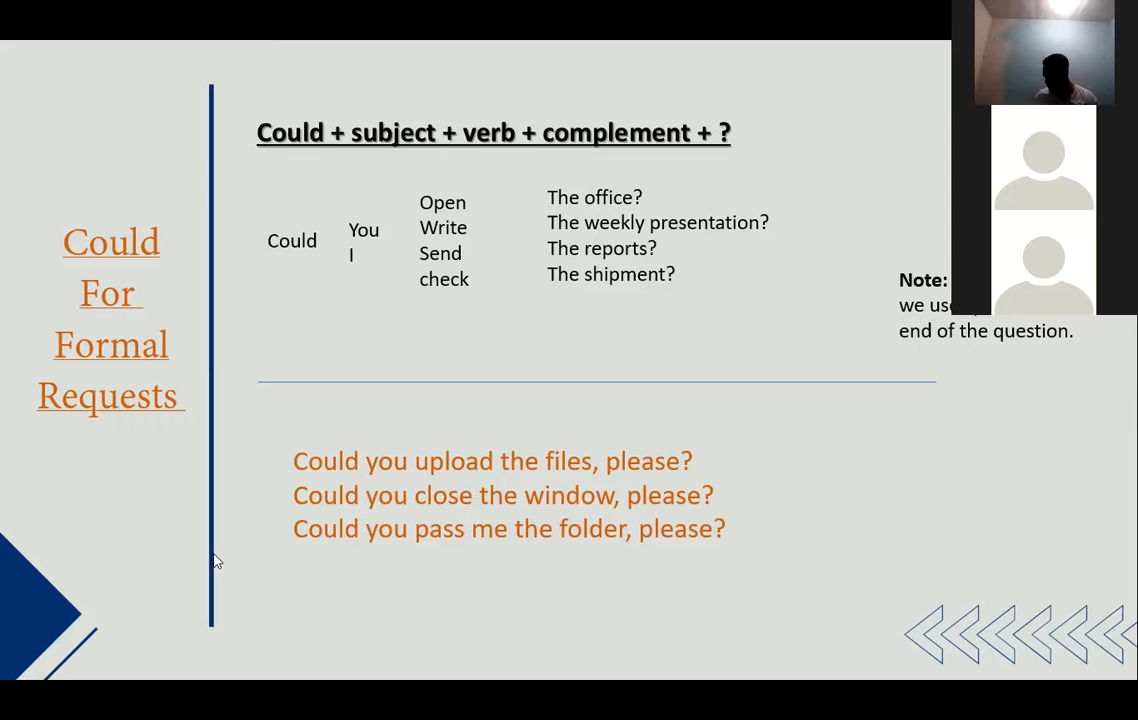 Could
For
Formal
Requests
Could + subject + verb + complement + ?
Could
You
I
Open
Write
Send
check
The office?
The weekly presentation?
The reports?
The shipment?
Note:
we use
end of the question.
Could you upload the files, please?
Could you close the window, please?
Could you pass me the folder, please?